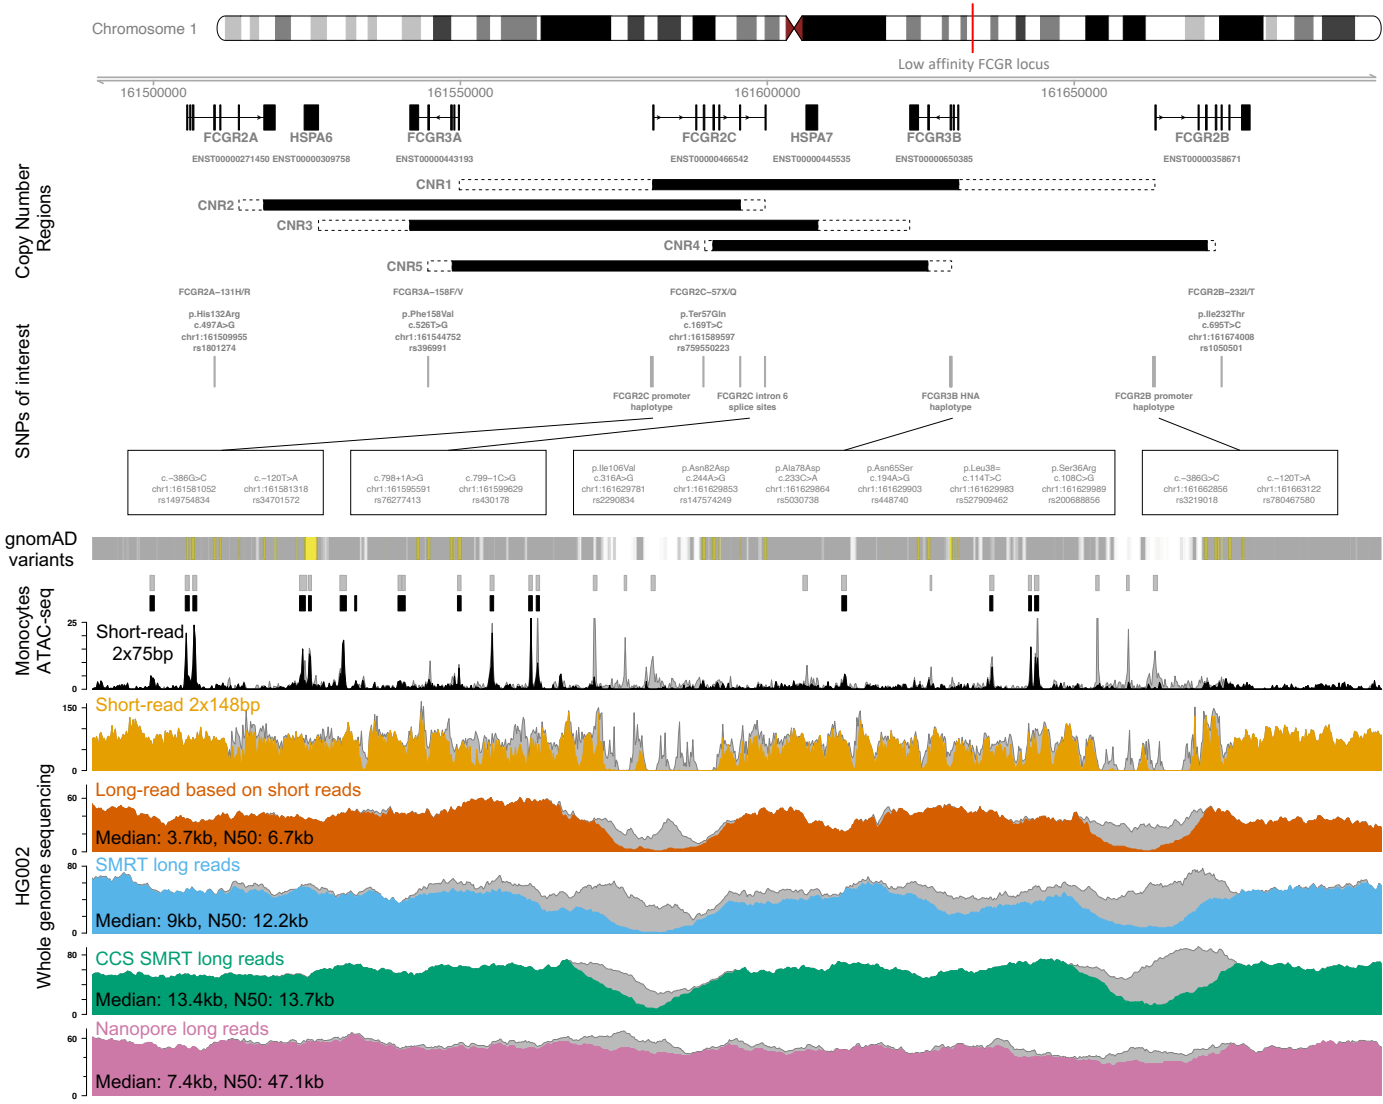 Chromosome 1
Low affinity FCGR locus
161500000 161550000 161600000 161650000
FCGR2A HSPA6 FCGR3A FCGR2C HSPA7 FCGR3B FCGR2B
ENST00000271450 ENST00000309758 ENST00000443193 ENST00000466542 ENST00000445535 ENST00000650385 ENST00000358671
Copy Number
Regions
CNR1
CNR2
CNR3
CNR4
CNR5
SNPs of interest
FCGR2A−131H/R
p.His132Arg
c.497A>G
chr1:161509955
rs1801274
FCGR3A−158F/V
p.Phe158Val
c.526T>G
chr1:161544752
rs396991
FCGR2C−57X/Q
p.Ter57Gln
c.169T>C
chr1:161589597
rs759550223
FCGR2B−232I/T
p.Ile232Thr
c.695T>C
chr1:161674008
rs1050501
FCGR2C promoter
haplotype
FCGR2C intron 6
splice sites
FCGR3B HNA
haplotype
FCGR2B promoter
haplotype
c.−386G>C
chr1:161581052
rs149754834
c.−120T>A
chr1:161581318
rs34701572
c.798+1A>G
chr1:161595591
rs76277413
c.799−1C>G
chr1:161599629
rs430178
p.Ile106Val
c.316A>G
chr1:161629781
rs2290834
p.Asn82Asp
c.244A>G
chr1:161629853
rs147574249
p.Ala78Asp
c.233C>A
chr1:161629864
rs5030738
p.Asn65Ser
c.194A>G
chr1:161629903
rs448740
p.Leu38=
c.114T>C
chr1:161629983
rs527909462
p.Ser36Arg
c.108C>G
chr1:161629989
rs200688856
c.−386G>C
chr1:161662856
rs3219018
c.−120T>A
chr1:161663122
rs780467580
gnomAD
variants
Monocytes
ATAC-seq
25
0
Short-read
2x75bp
HG002
Whole genome sequencing
150
0
Short-read 2x148bp
60
0
Long-read based on short reads
Median: 3.7kb, N50: 6.7kb
80
0
SMRT long reads
Median: 9kb, N50: 12.2kb
80
0
CCS SMRT long reads
Median: 13.4kb, N50: 13.7kb
60
0
Nanopore long reads
Median: 7.4kb, N50: 47.1kb